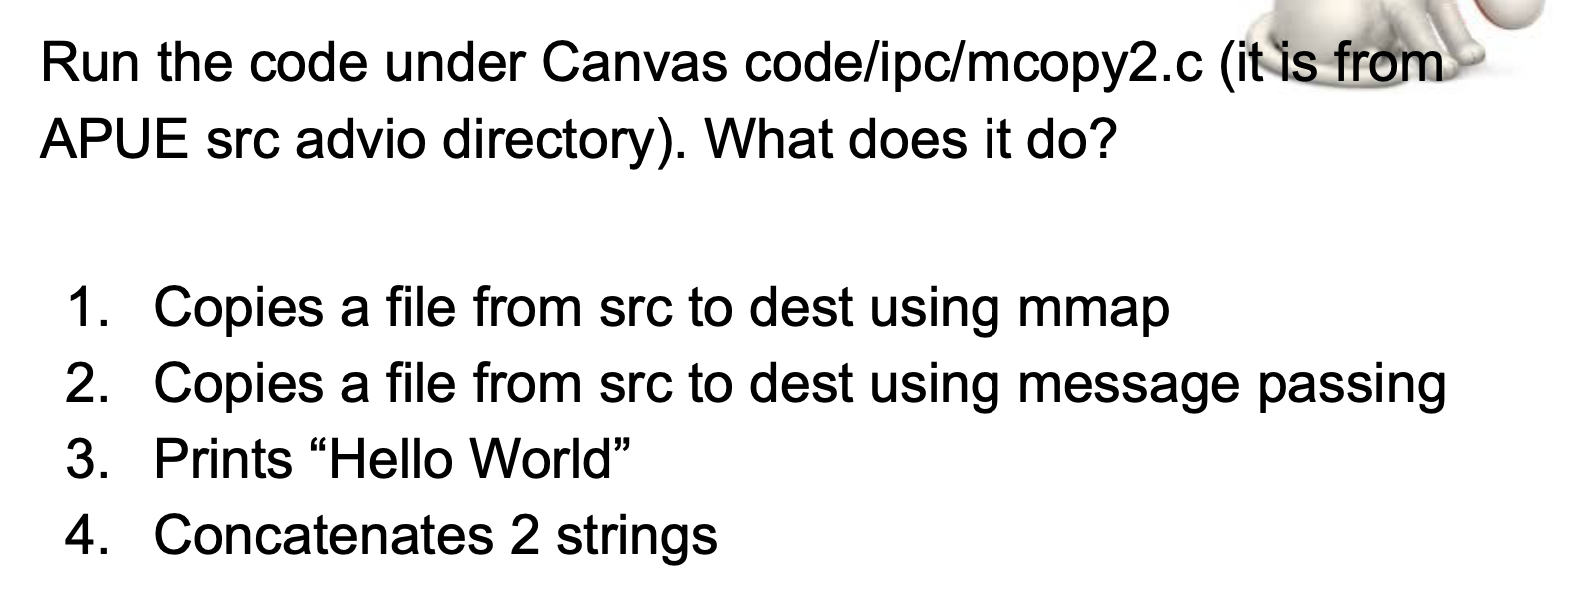 Run the code under Canvas code/ipc/mcopy2.c (it is from
APUE src advio directory). What does it do?
1. Copies a file from src to dest using mmap
2. Copies a file from src to dest using message passing
3. Prints “Hello World”
4. Concatenates 2 strings